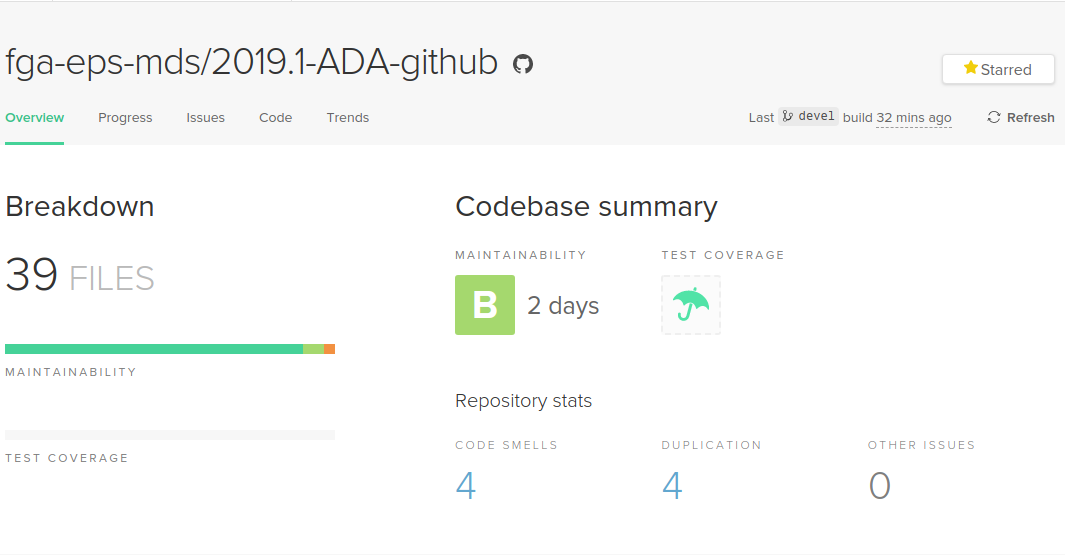 fga-eps-mds/2019.1-ADA-github
Starred
Overview Progress Issues Code Trends Last devel build 32 mins ago Refresh
Breakdown
39 FILES
MAINTAINABILITY
TEST COVERAGE
Codebase summary
MAINTAINABILITY TEST COVERAGE
B 2 days
Repository stats
CODE SMELLS DUPLICATION OTHER ISSUES
4 4 0